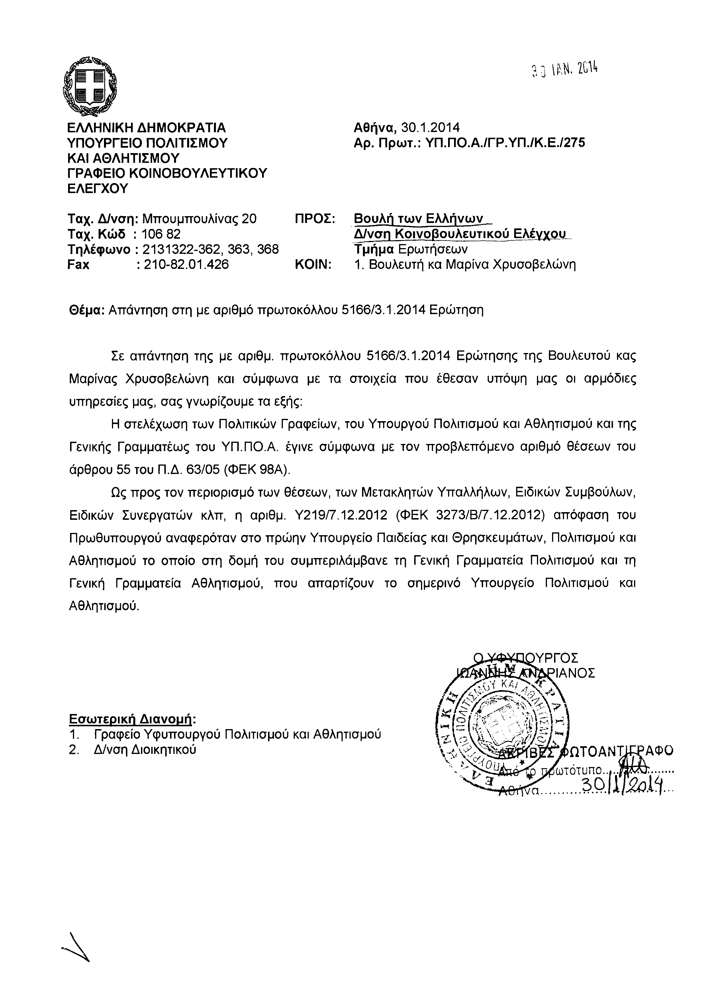 30 ΙΑΝ. 2014
ΕΛΛΗΝΙΚΗ ΔΗΜΟΚΡΑΤΙΑ
ΥΠΟΥΡΓΕΙΟ ΠΟΛΙΤΙΣΜΟΥ
ΚΑΙ ΑΘΛΗΤΙΣΜΟΥ
ΓΡΑΦΕΙΟ ΚΟΙΝΟΒΟΥΛΕΥΤΙΚΟΥ
ΕΛΕΓΧΟΥ
Αθήνα, 30.1.2014
Αρ. Πρωτ.: ΥΠ.ΠΟ.Α./ΓΡ.ΥΠ./Κ.Ε./275
Ταχ. Δ/νση: Μπουμπουλίνας 20
Ταχ. Κώδ : 106 82
Τηλέφωνο : 2131322-362, 363, 368
Fax : 210-82.01.426
ΠΡΟΣ: Βουλή των Ελλήνων
Δ/νση Κοινοβουλευτικού Ελέγχου
Τμήμα Ερωτήσεων
ΚΟΙΝ: 1. Βουλευτή κα Μαρίνα Χρυσοβελώνη
Θέμα: Απάντηση στη με αριθμό πρωτοκόλλου 5166/3.1.2014 Ερώτηση
Σε απάντηση της με αριθμ. πρωτοκόλλου 5166/3.1.2014 Ερώτησης της Βουλευτού κας
Μαρίνας Χρυσοβελώνη και σύμφωνα με τα στοιχεία που έθεσαν υπόψη μας οι αρμόδιες
υπηρεσίες μας, σας γνωρίζουμε τα εξής:
Η στελέχωση των Πολιτικών Γραφείων, του Υπουργού Πολιτισμού και Αθλητισμού και της
Γενικής Γραμματέως του ΥΠ.ΠΟ.Α. έγινε σύμφωνα με τον προβλεπόμενο αριθμό θέσεων του
άρθρου 55 του Π.Δ. 63/05 (ΦΕΚ 98Α).
Ως προς τον περιορισμό των θέσεων, των Μετακλητών Υπαλλήλων, Ειδικών Συμβούλων,
Ειδικών Συνεργατών κλπ, η αριθμ. Υ219/7.12.2012 (ΦΕΚ 3273/Β/7.12.2012) απόφαση του
Πρωθυπουργού αναφερόταν στο πρώην Υπουργείο Παιδείας και Θρησκευμάτων, Πολιτισμού και
Αθλητισμού το οποίο στη δομή του συμπεριλάμβανε τη Γενική Γραμματεία Πολιτισμού και τη
Γενική Γραμματεία Αθλητισμού, που απαρτίζουν το σημερινό Υπουργείο Πολιτισμού και
Αθλητισμού.
Ο ΥΦΥΠΟΥΡΓΟΣ
ΙΩΑΝΝΗΣ ΑΝΔΡΙΑΝΟΣ
ΕΛΛΗΝΙΚΗ ΔΗΜΟΚΡΑΤΙΑ
ΥΠΟΥΡΓΕΙΟ ΠΟΛΙΤΙΣΜΟΥ ΚΑΙ ΑΘΛΗΤΙΣΜΟΥ
Εσωτερική Διανομή:
1. Γραφείο Υφυπουργού Πολιτισμού και Αθλητισμού
2. Δ/νση Διοικητικού
ΑΚΡΙΒΕΣ ΦΩΤΟΑΝΤΙΓΡΑΦΟ
Από το πρωτότυπο
Αθήνα 30/1/2014